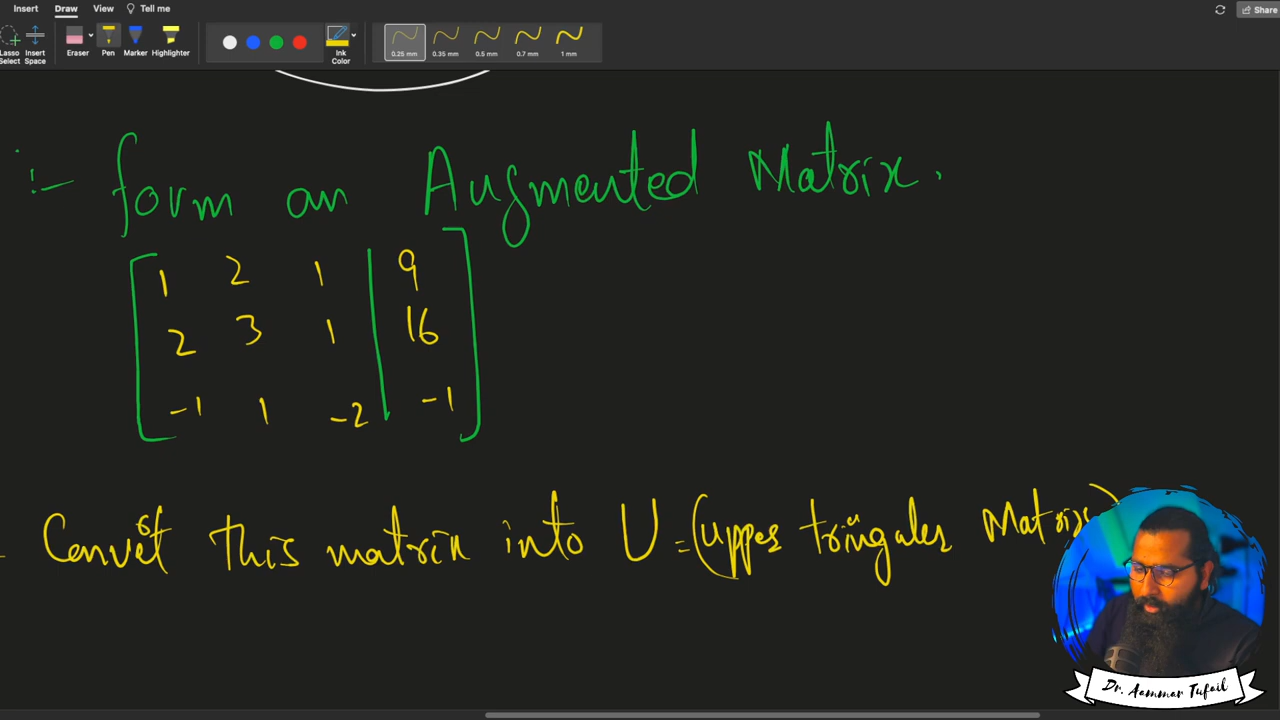 Insert Draw View Tell me
Share
Lasso Select
Insert Space
Eraser
Pen
Marker
Highlighter
Ink Color
0.25 mm
0.35 mm
0.5 mm
0.7 mm
1 mm
:- form an Augmented Matrix.
1 2 1 9
2 3 1 16
-1 1 -2 -1
Convert this matrix into U = (upper triangular Matrix)
Dr. Aammar Tufail